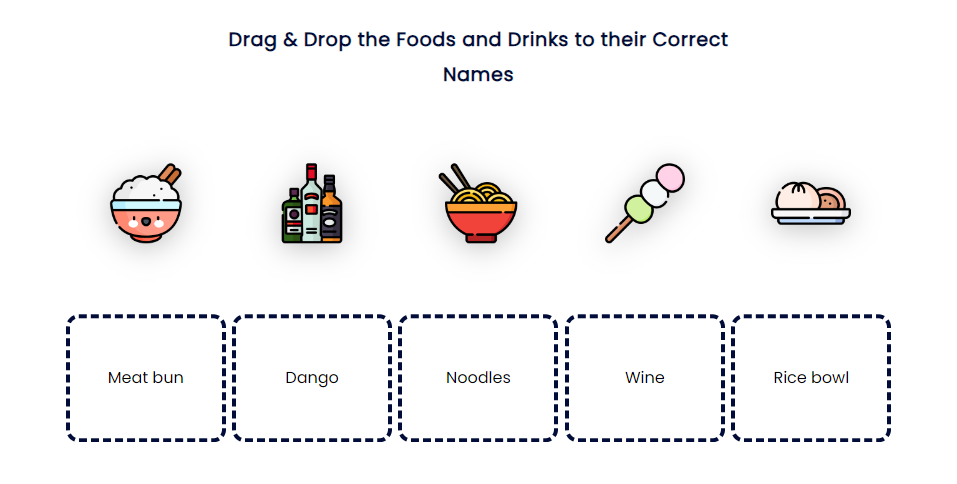 Drag & Drop the Foods and Drinks to their Correct
Names
Meat bun
Dango
Noodles
Wine
Rice bowl